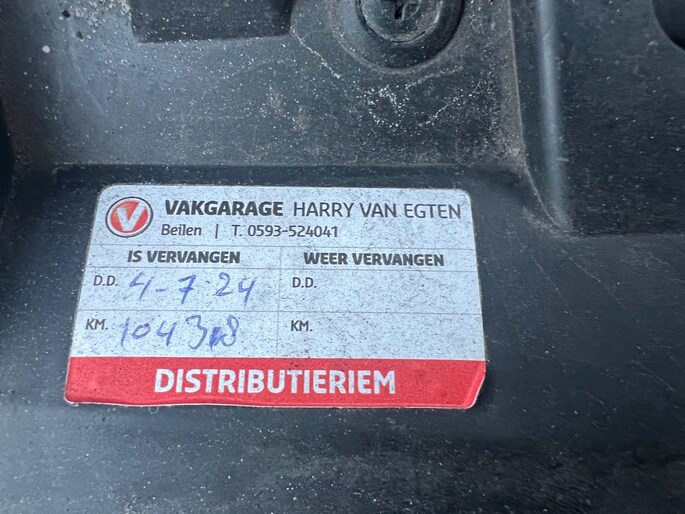 V VAKGARAGE HARRY VAN EGTEN
Beilen | T. 0593-524041
IS VERVANGEN WEER VERVANGEN
D.D. 4-7-24 D.D.
KM. KM.
DISTRIBUTIERIEM